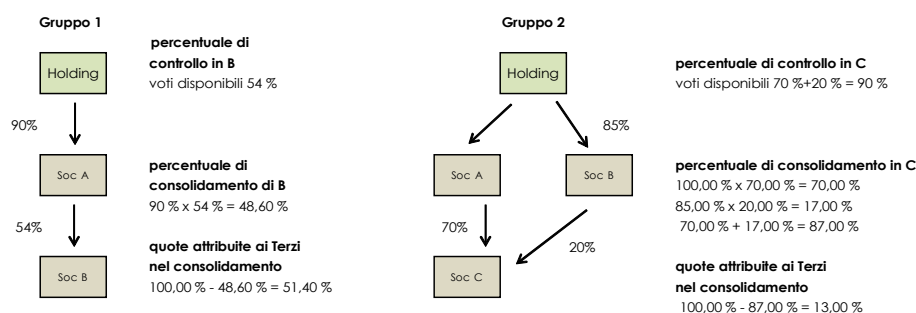 Gruppo 1
percentuale di
controllo in B
voti disponibili 54 %
Holding
90%
Soc A
percentuale di
consolidamento di B
90 % x 54 % = 48,60 %
54%
quote attribuite ai Terzi
nel consolidamento
100,00 % - 48,60 % = 51,40 %
Soc B
Gruppo 2
Holding
percentuale di controllo in C
voti disponibili 70 %+20 % = 90 %
85%
Soc A
Soc B
percentuale di consolidamento in C
100,00 % x 70,00 % = 70,00 %
85,00 % x 20,00 % = 17,00 %
70,00 % + 17,00 % = 87,00 %
70%
20%
Soc C
quote attribuite ai Terzi
nel consolidamento
100,00 % - 87,00 % = 13,00 %